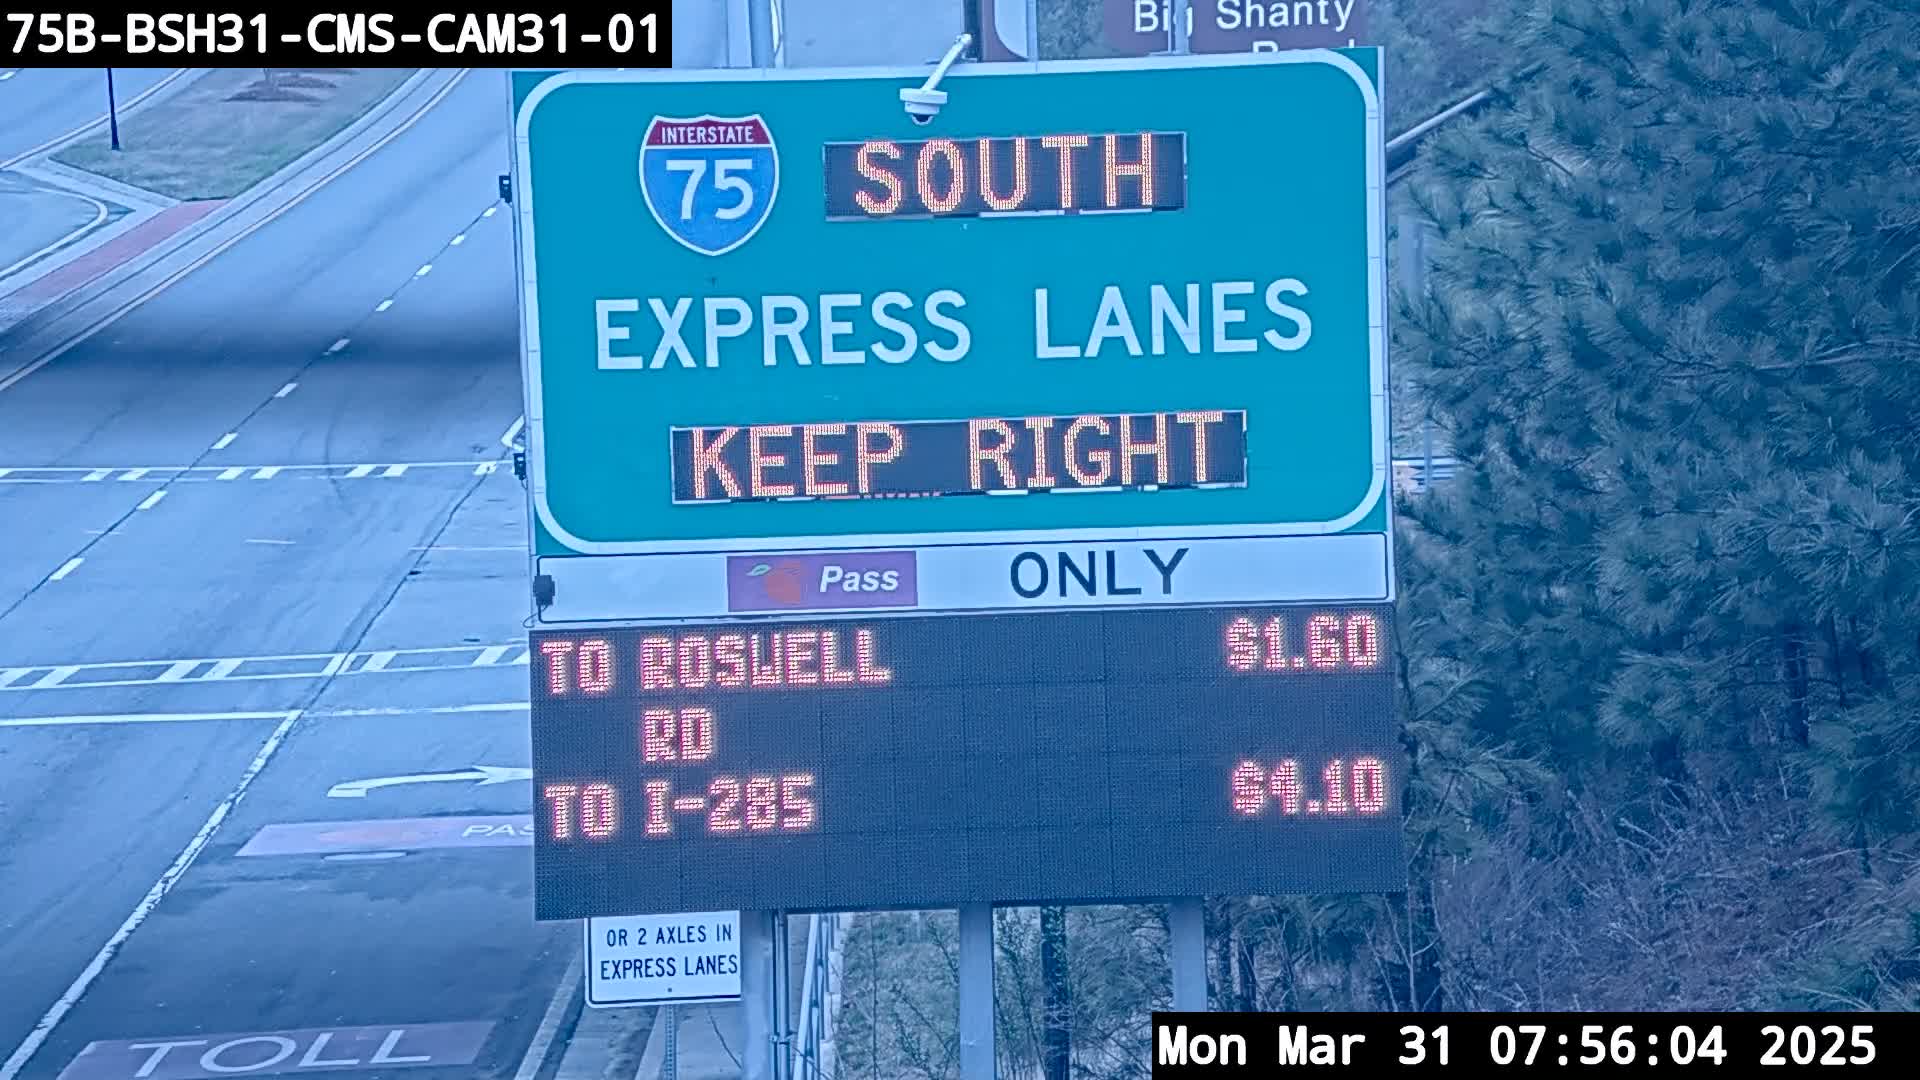 75B-BSH31-CMS-CAM31-01
Big Shanty
Road
INTERSTATE
75
SOUTH
EXPRESS LANES
KEEP RIGHT
Pass ONLY
TO ROSWELL $1.60
RD
TO I-285 $4.10
OR 2 AXLES IN
EXPRESS LANES
TOLL
Mon Mar 31 07:56:04 2025